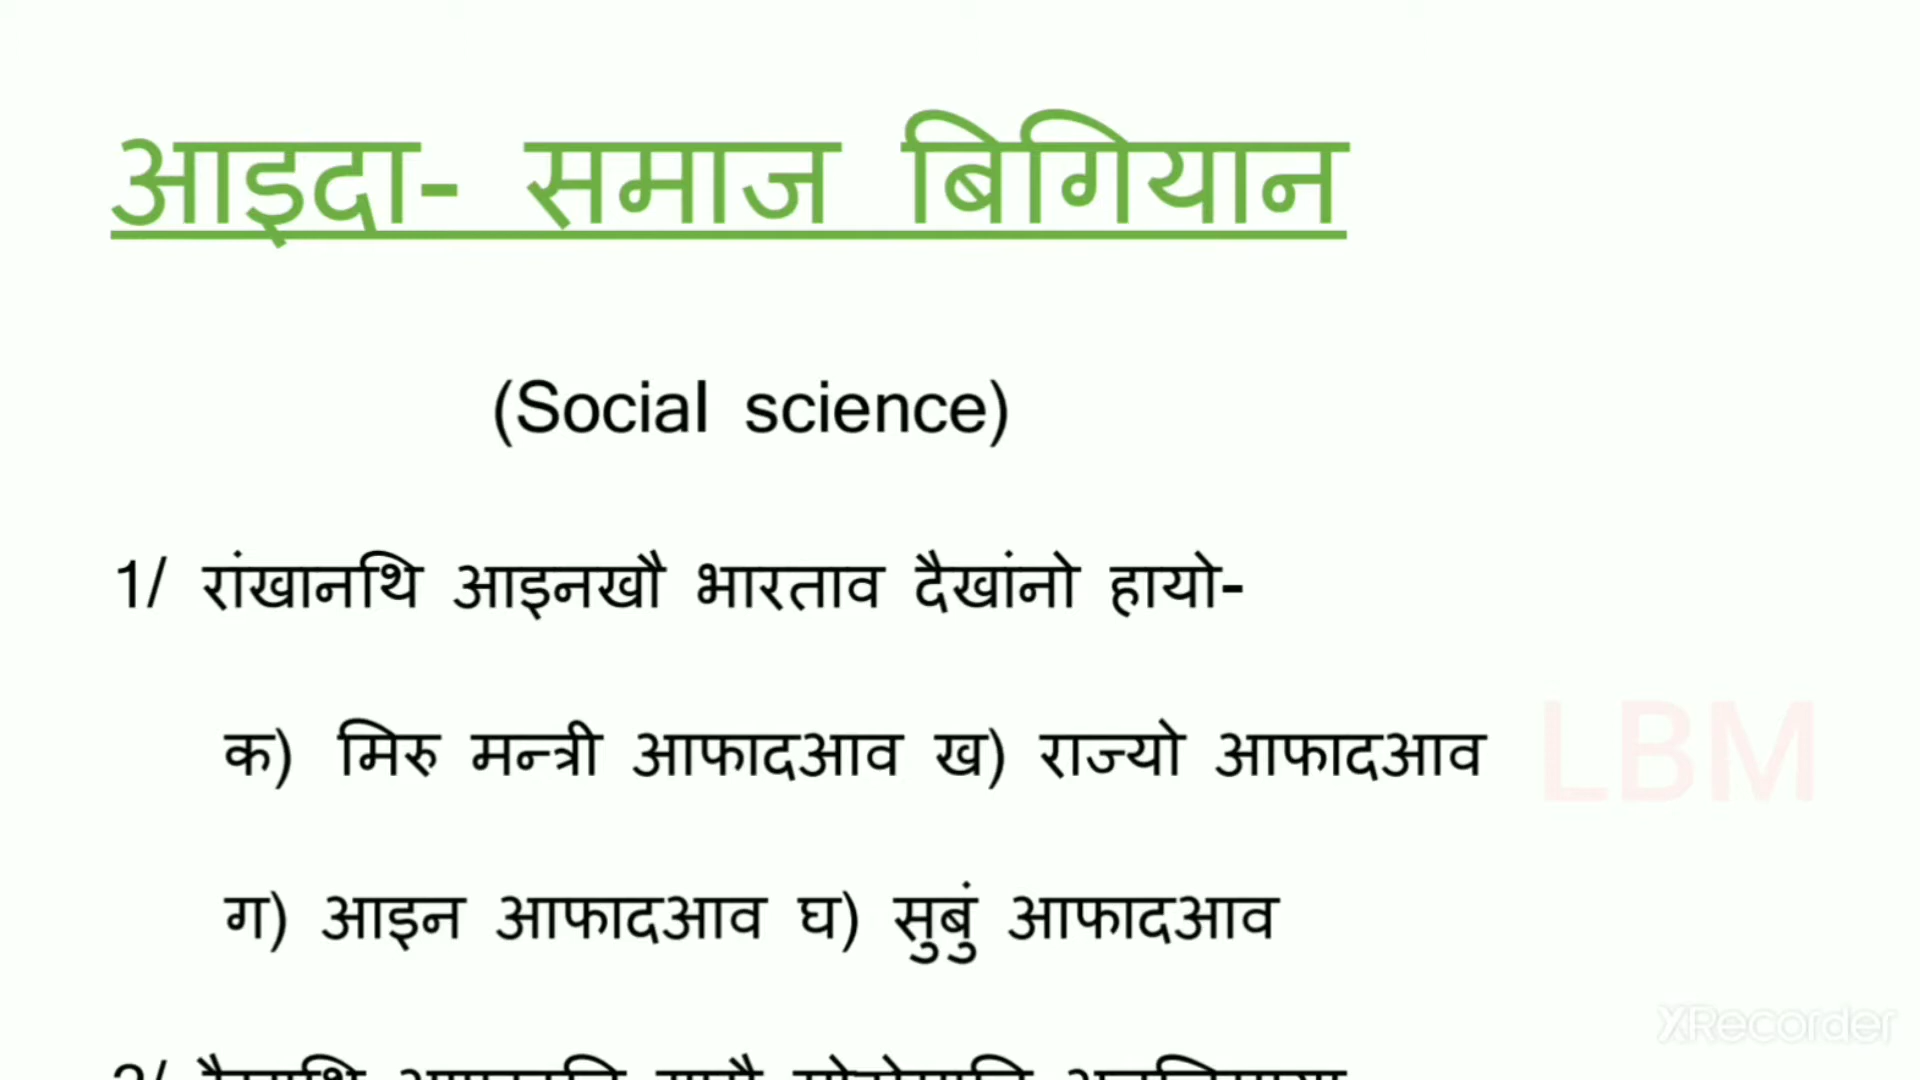 आइदा- समाज बिगियान
(Social science)
1/ रांखानथि आइनखौ भारताव दैखांनो हायो-
क) मिरु मन्त्री आफादआव ख) राज्यो आफादआव
LBM
ग) आइन आफादआव घ) सुबुं आफादआव
XRecorder